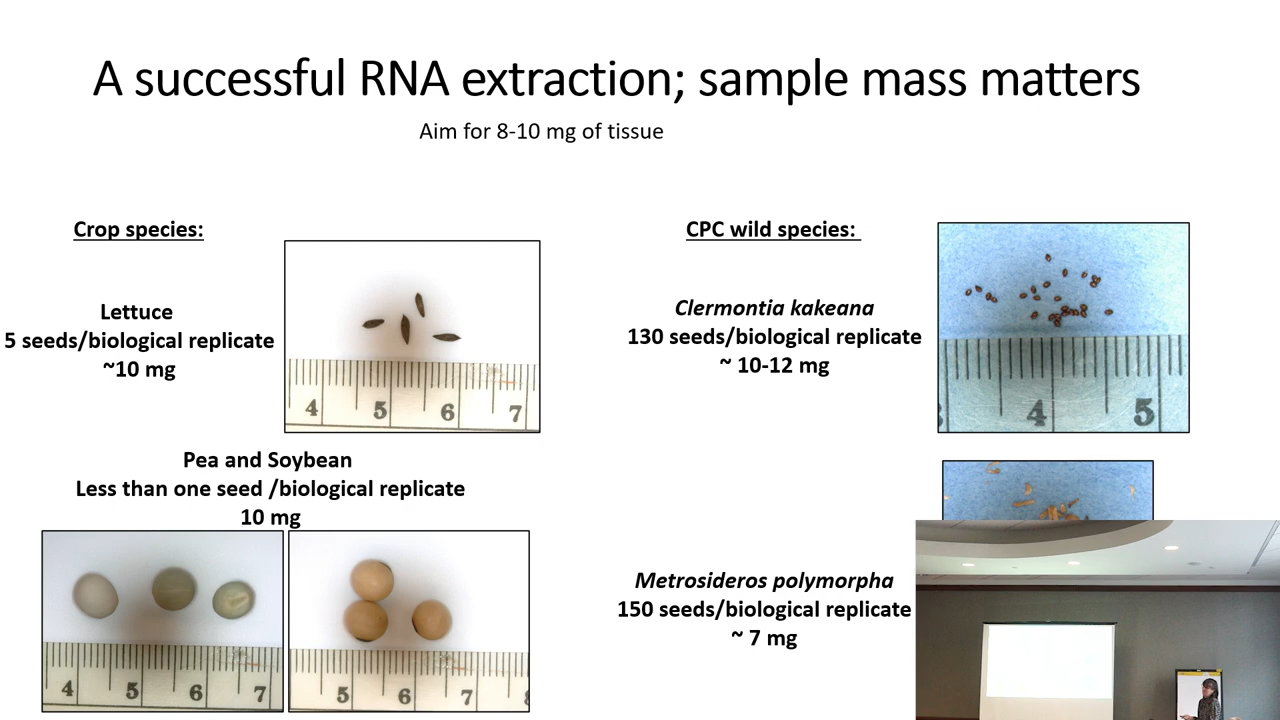 A successful RNA extraction; sample mass matters
Aim for 8-10 mg of tissue
Crop species:
Lettuce
5 seeds/biological replicate
~10 mg
4 5 6 7
Pea and Soybean
Less than one seed /biological replicate
10 mg
4 5 6 7
5 6 7
CPC wild species:
Clermontia kakeana
130 seeds/biological replicate
~ 10-12 mg
4 5
Metrosideros polymorpha
150 seeds/biological replicate
~ 7 mg